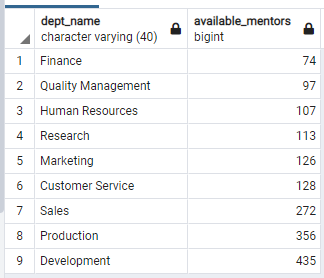 dept_name available_mentors
character varying (40) bigint
1 Finance 74
2 Quality Management 97
3 Human Resources 107
4 Research 113
5 Marketing 126
6 Customer Service 128
7 Sales 272
8 Production 356
9 Development 435